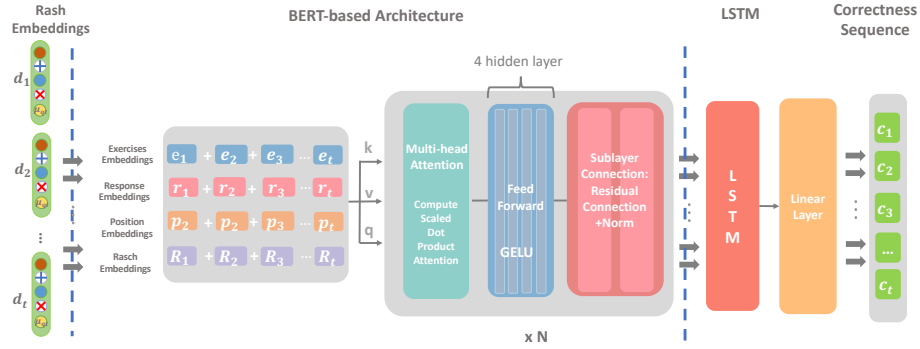 Rash
Embeddings
BERT-based Architecture
LSTM
Correctness
Sequence
d1
d2
...
dt
4 hidden layer
Exercises
Embeddings
e1 + e2 + e3 ... et
Response
Embeddings
r1 + r2 + r3 ... rt
Position
Embeddings
p2 + p2 + p3 ... pt
Rasch
Embeddings
R1 + R2 + R3 ... Rt
k
v
q
Multi-head
Attention
Compute
Scaled
Dot
Product
Attention
Feed
Forward
GELU
Sublayer
Connection:
Residual
Connection
+Norm
x N
L
S
T
M
Linear
Layer
c1
c2
c3
...
ct